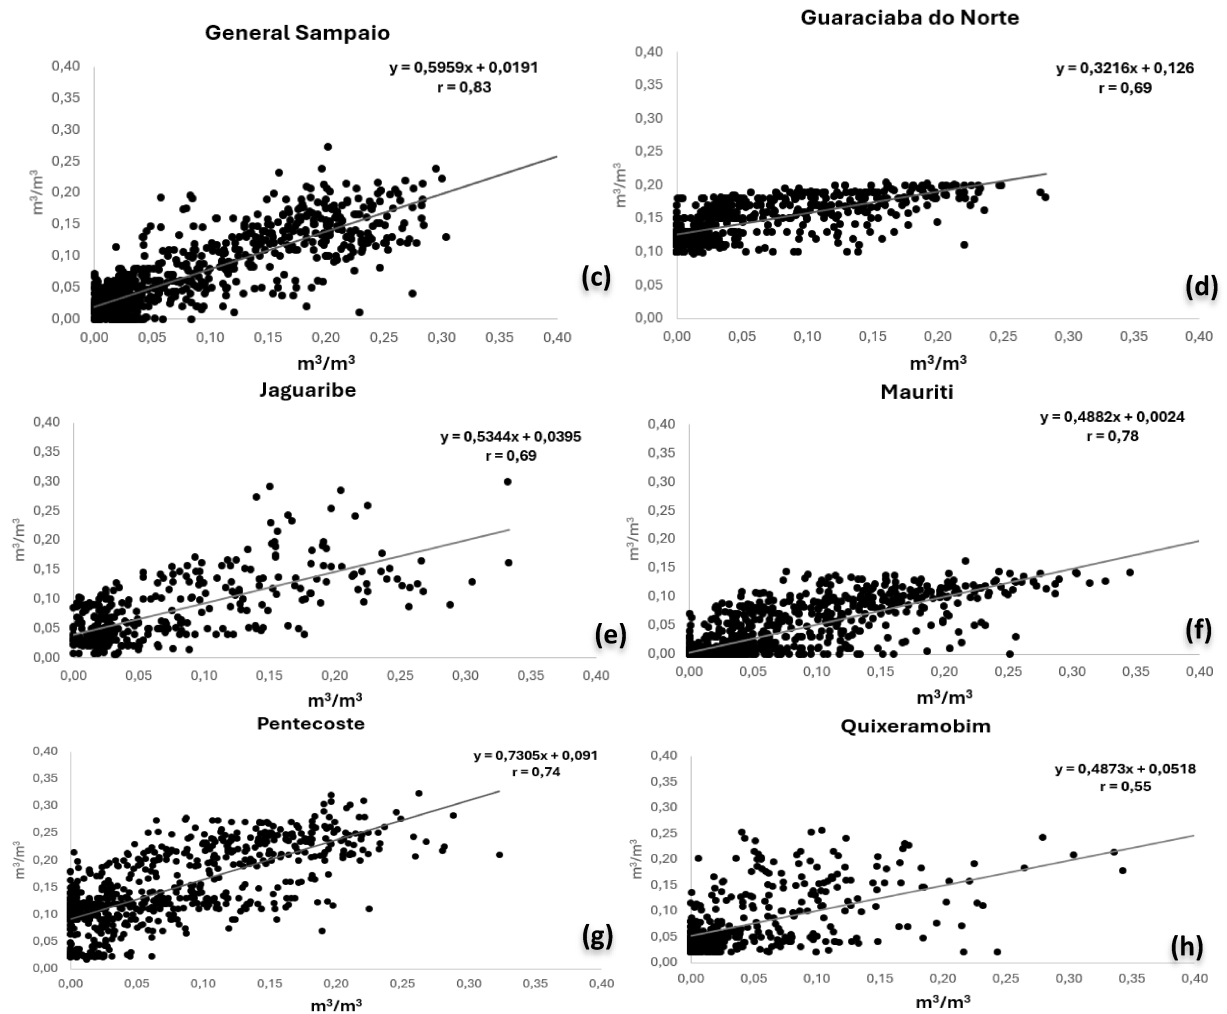 General Sampaio
y = 0,5959x + 0,0191
r = 0,83
0,40
0,35
0,30
0,25
0,20
0,15
0,10
0,05
0,00
m³/m³
0,00 0,05 0,10 0,15 0,20 0,25 0,30 0,35 0,40
m³/m³
(c)
Guaraciaba do Norte
y = 0,3216x + 0,126
r = 0,69
0,40
0,35
0,30
0,25
0,20
0,15
0,10
0,05
0,00
m³/m³
0,00 0,05 0,10 0,15 0,20 0,25 0,30 0,35 0,40
m³/m³
(d)
Jaguaribe
y = 0,5344x + 0,0395
r = 0,69
0,40
0,35
0,30
0,25
0,20
0,15
0,10
0,05
0,00
m³/m³
0,00 0,05 0,10 0,15 0,20 0,25 0,30 0,35 0,40
m³/m³
(e)
Mauriti
y = 0,4882x + 0,0024
r = 0,78
0,40
0,35
0,30
0,25
0,20
0,15
0,10
0,05
0,00
m³/m³
0,00 0,05 0,10 0,15 0,20 0,25 0,30 0,35 0,40
m³/m³
(f)
Pentecoste
y = 0,7305x + 0,091
r = 0,74
0,40
0,35
0,30
0,25
0,20
0,15
0,10
0,05
0,00
m³/m³
0,00 0,05 0,10 0,15 0,20 0,25 0,30 0,35 0,40
m³/m³
(g)
Quixeramobim
y = 0,4873x + 0,0518
r = 0,55
0,40
0,35
0,30
0,25
0,20
0,15
0,10
0,05
0,00
m³/m³
0,00 0,05 0,10 0,15 0,20 0,25 0,30 0,35 0,40
m³/m³
(h)